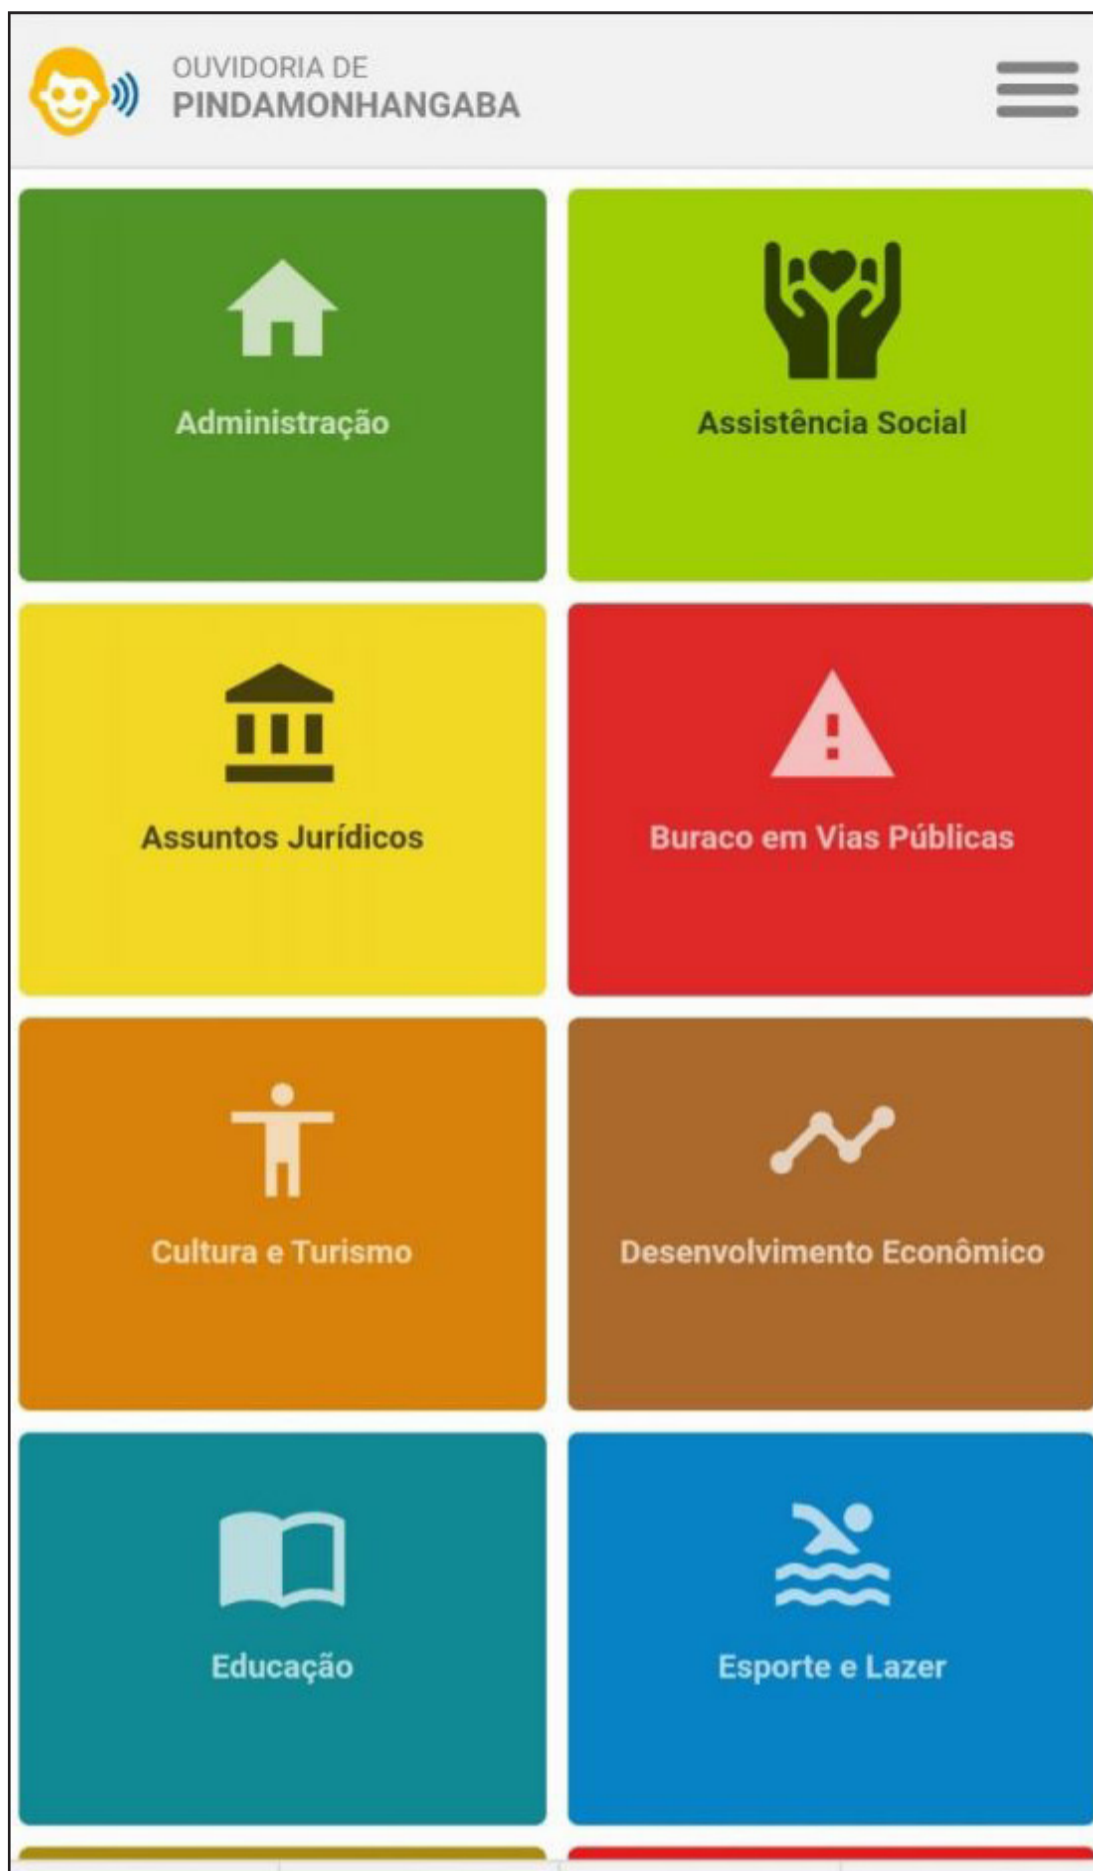 OUVIDORIA DE
PINDAMONHANGABA
Administração
Assistência Social
Assuntos Jurídicos
Buraco em Vias Públicas
Cultura e Turismo
Desenvolvimento Econômico
Educação
Esporte e Lazer